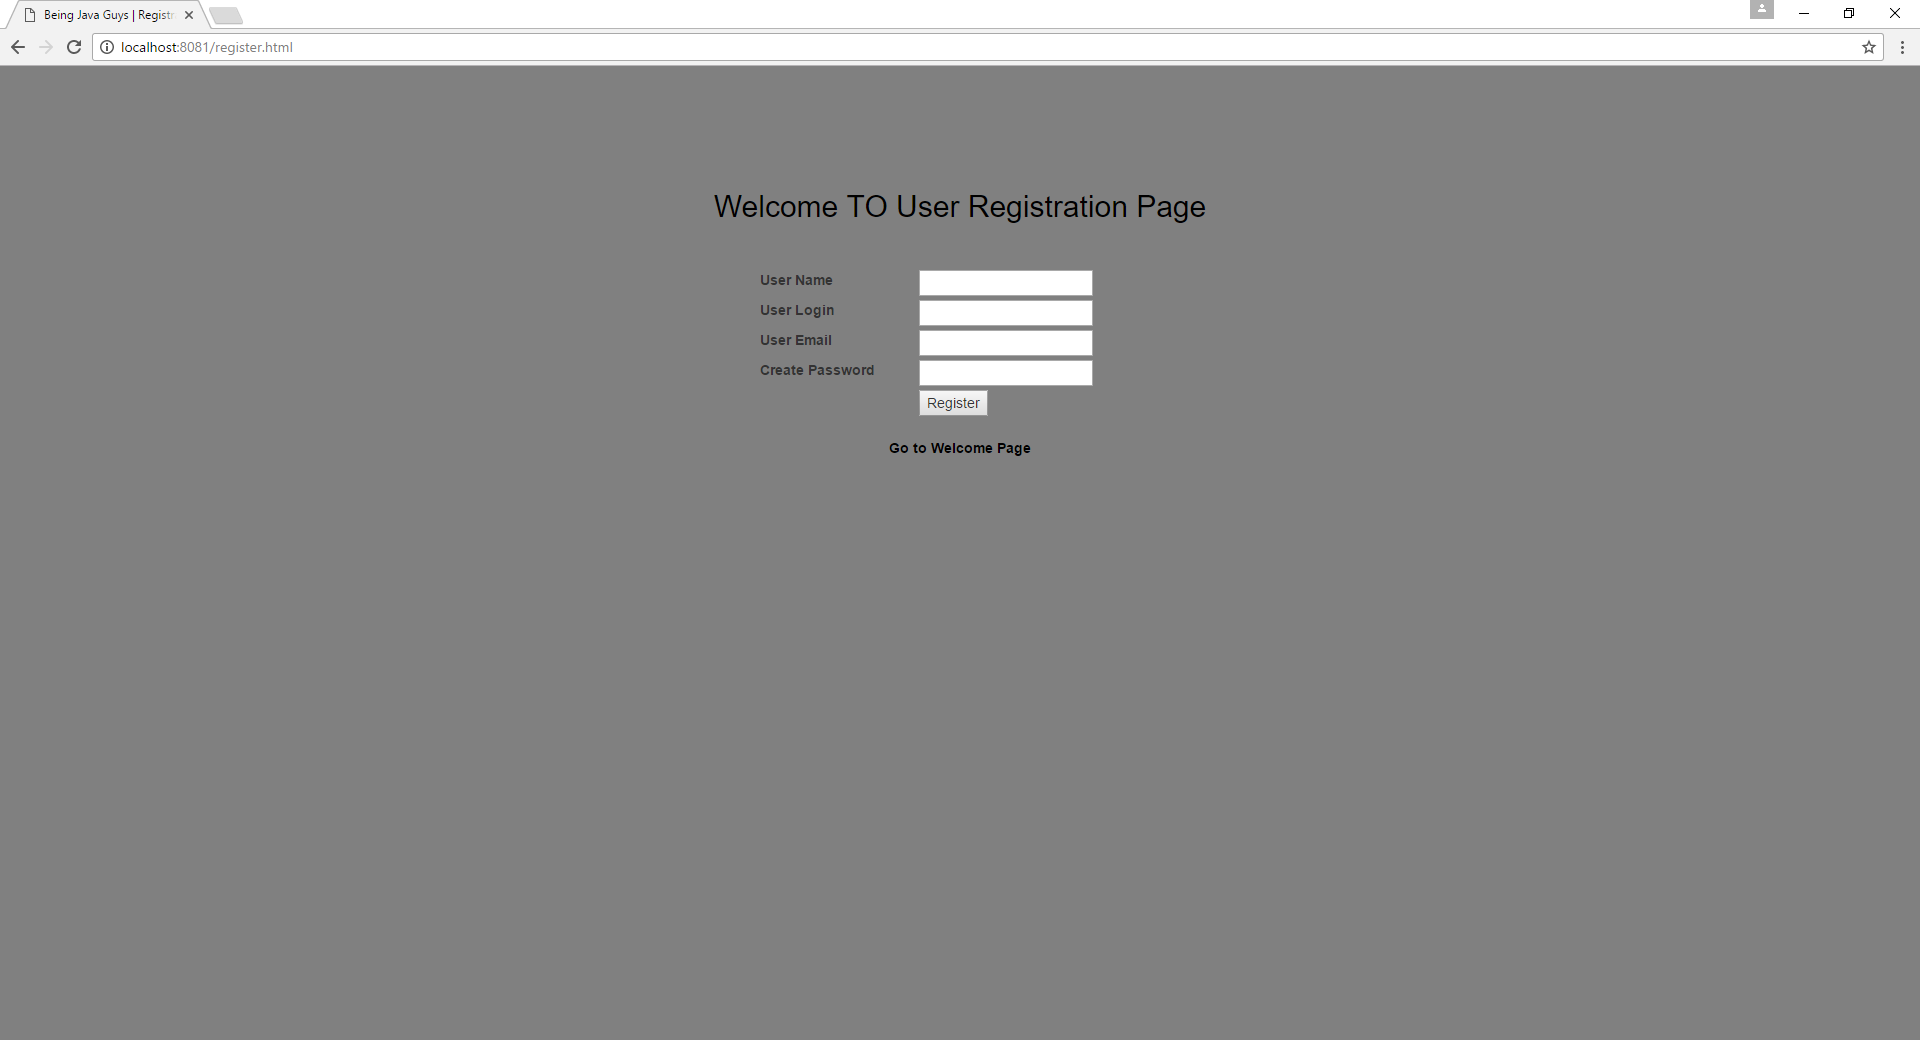 Being Java Guys | Registr
localhost:8081/register.html
Welcome TO User Registration Page
User Name
User Login
User Email
Create Password
Register
Go to Welcome Page